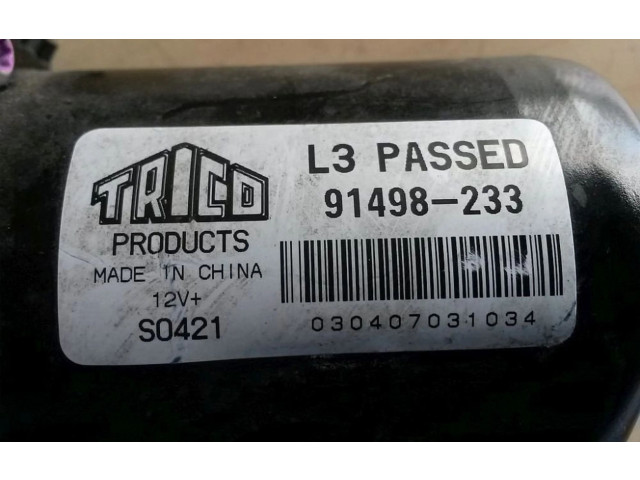 TRICO
PRODUCTS
MADE IN CHINA
12V+
S0421
L3 PASSED
91498-233
030407031034